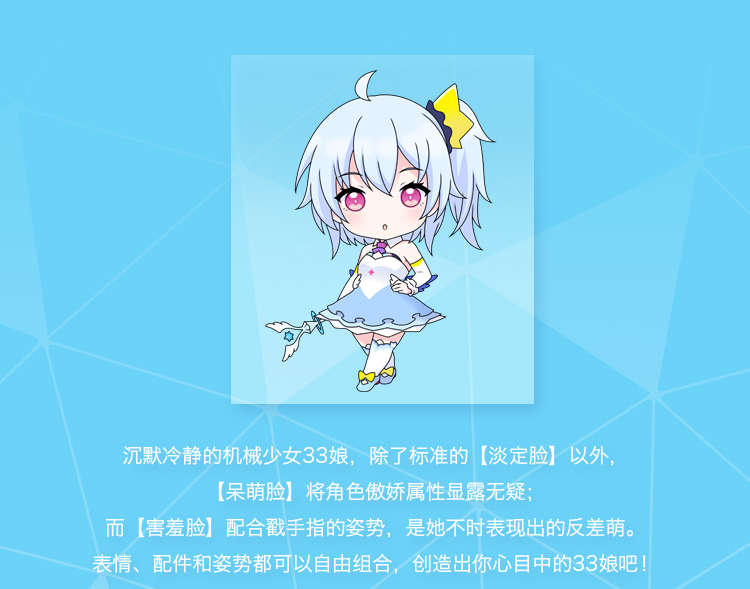 沉默冷静的机械少女33娘，除了标准的【淡定脸】以外，
【呆萌脸】将角色傲娇属性显露无疑；
而【害羞脸】配合戳手指的姿势，是她不时表现出的反差萌。
表情、配件和姿势都可以自由组合，创造出你心目中的33娘吧！